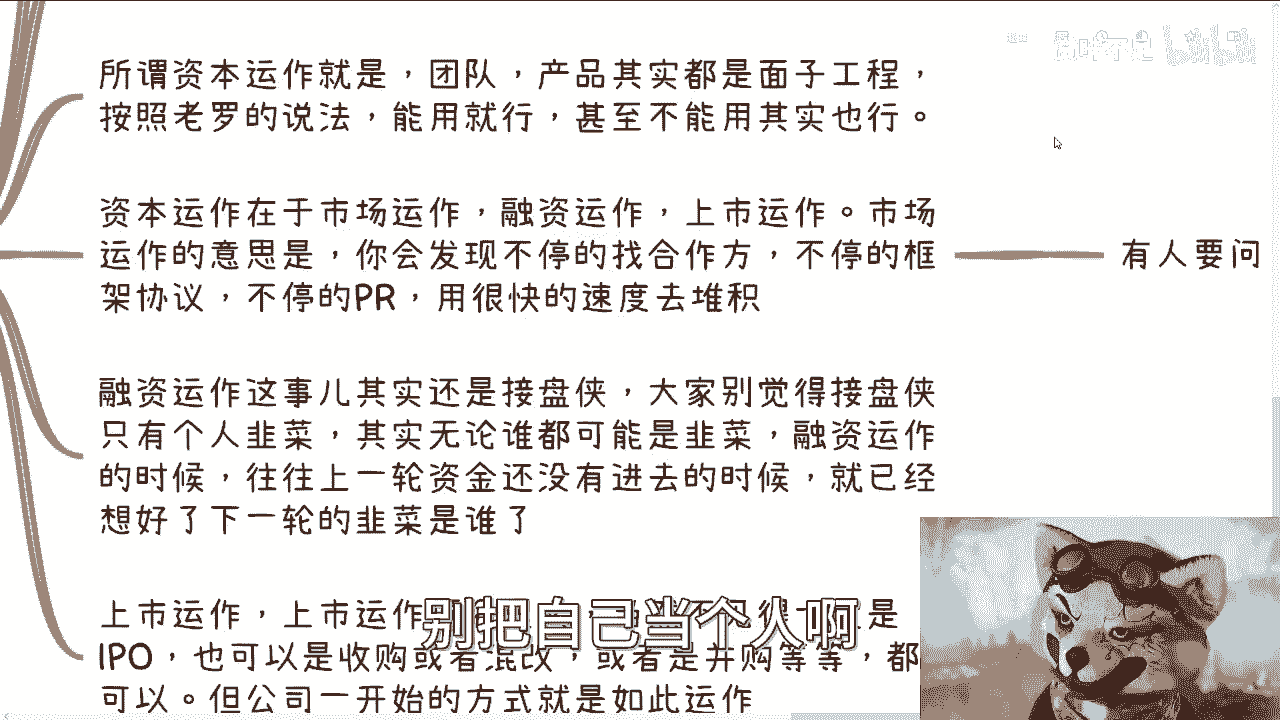 所谓资本运作就是，团队，产品其实都是面子工程，
按照老罗的说法，能用就行，甚至不能用其实也行。
资本运作在于市场运作，融资运作，上市运作。市场
运作的意思是，你会发现不停的找合作方，不停的框
架协议，不停的PR，用很快的速度去堆积
有人要问
融资运作这事儿其实还是接盘侠，大家别觉得接盘侠
只有个人韭菜，其实无论谁都可能是韭菜，融资运作
的时候，往往上一轮资金还没有进去的时候，就已经
想好了下一轮的韭菜是谁了
上市运作，上市运作 是
IPO，也可以是收购或者混改，或者是并购等等，都
可以。但公司一开始的方式就是如此运作
别把自己当个人啊